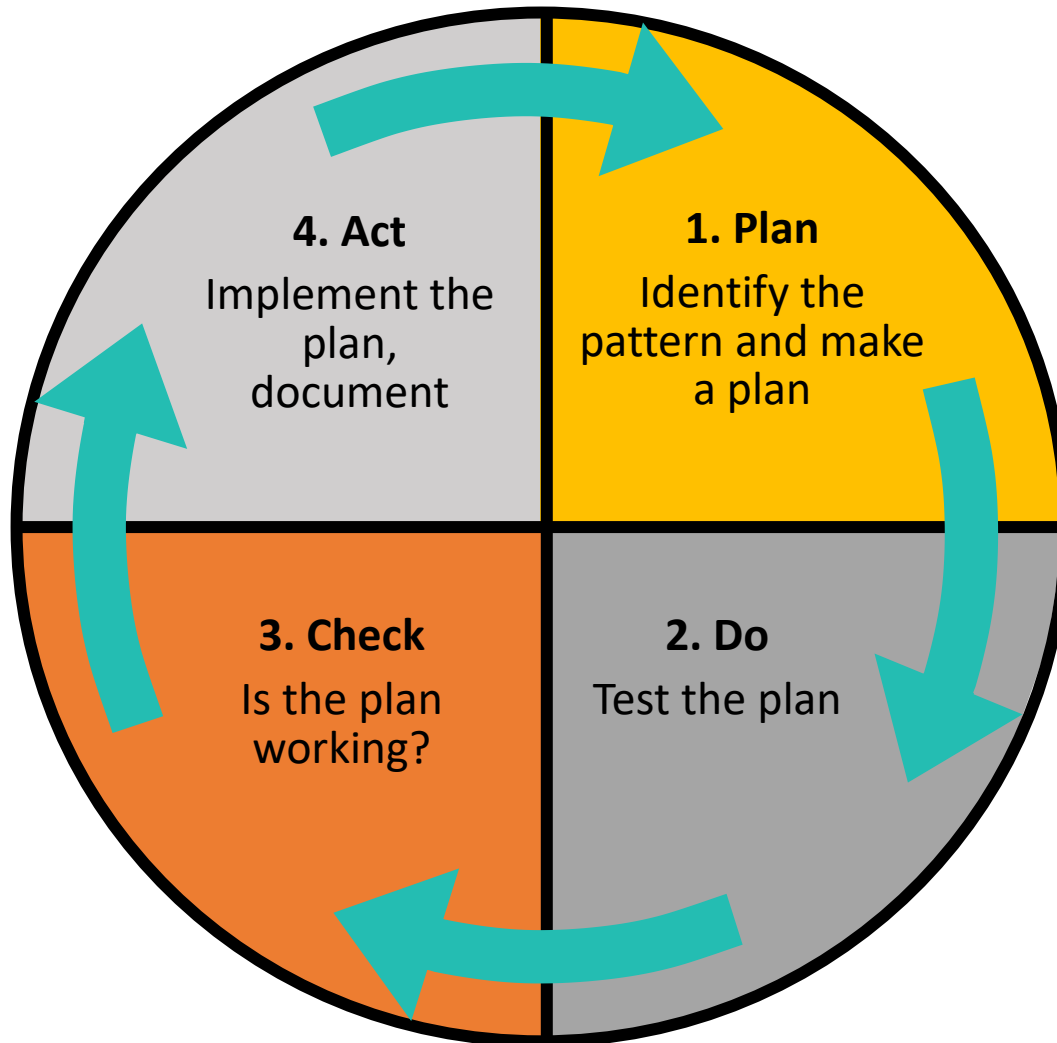 1. Plan
Identify the
pattern and make
a plan
2. Do
Test the plan
3. Check
Is the plan
working?
4. Act
Implement the
plan,
document